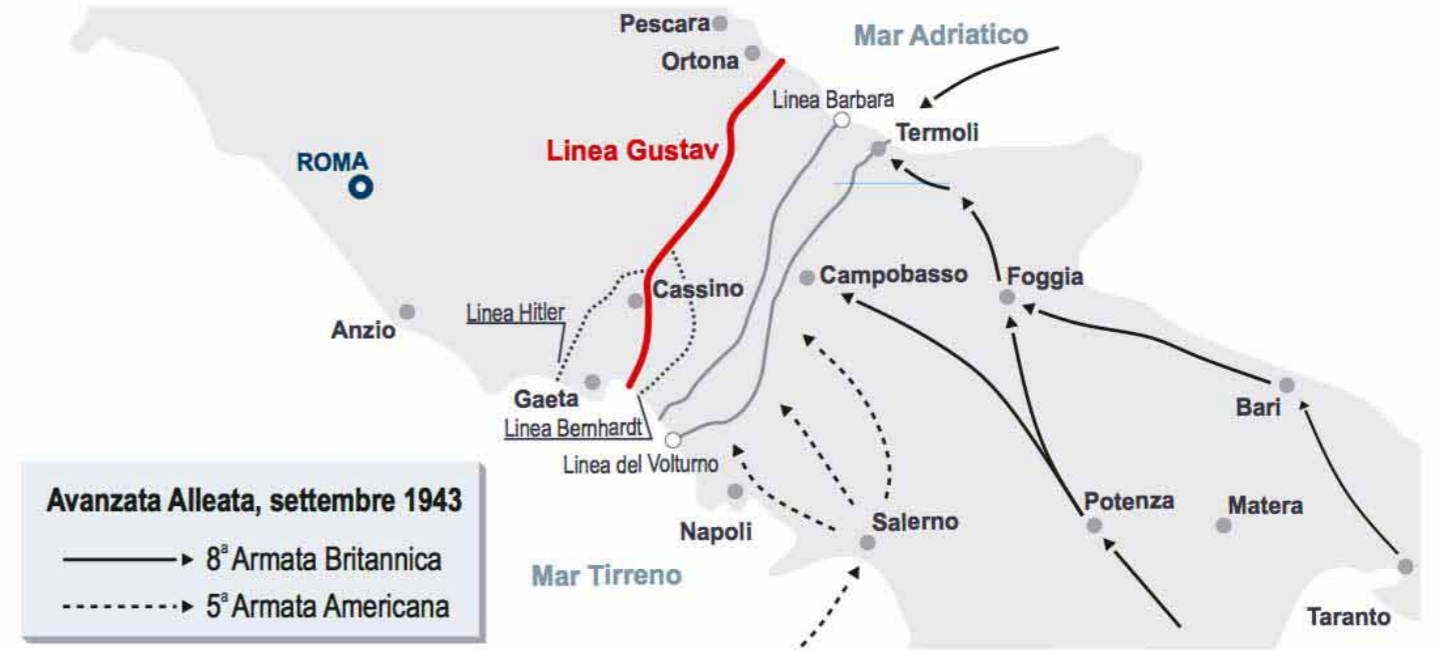 Pescara
Mar Adriatico
Ortona
Linea Barbara
Termoli
Linea Gustav
ROMA
Campobasso
Foggia
Cassino
Linea Hitler
Anzio
Gaeta
Bari
Linea Bernhardt
Linea del Volturno
Avanzata Alleata, settembre 1943
8ª Armata Britannica
5ª Armata Americana
Napoli
Salerno
Potenza
Matera
Mar Tirreno
Taranto